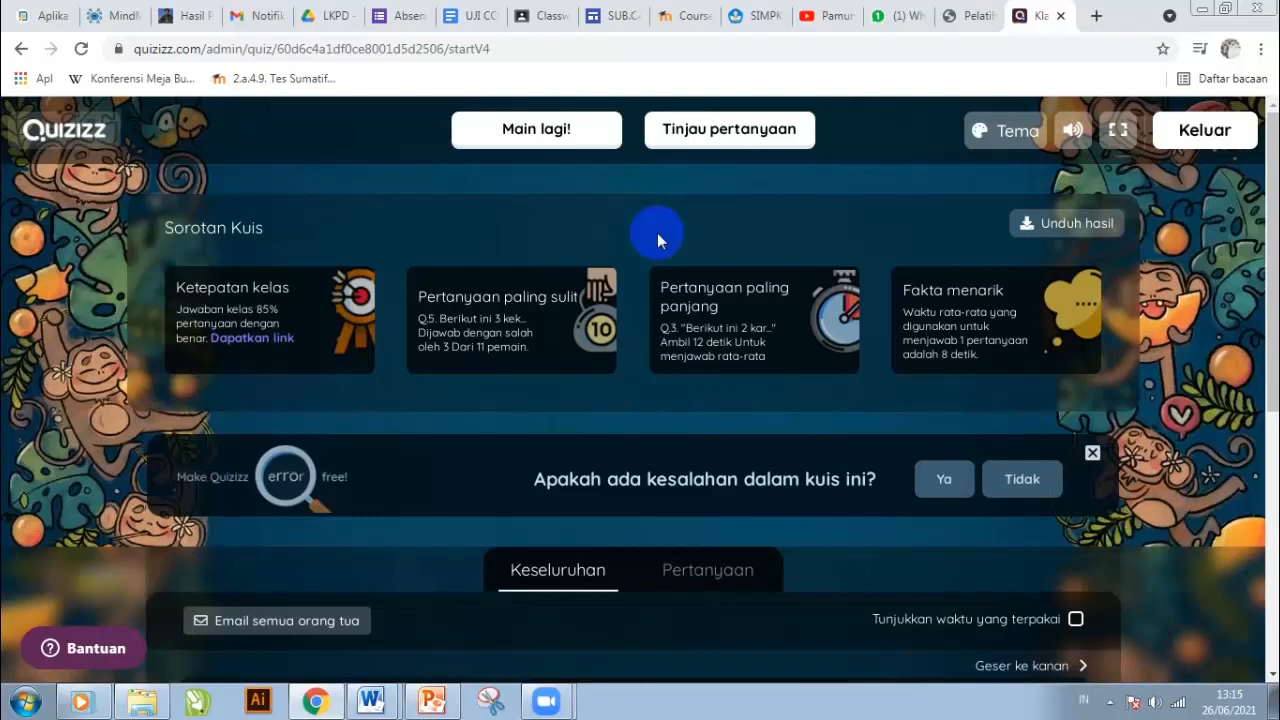 Aplika
MindM
Hasil P
Notifik
LKPD -
Absen
UJI CO
Classw
SUB.CA
Course
SIMPK
Pamur
(1) Wh
Pelatih
Kla
quizizz.com/admin/quiz/60d6c4a1df0ce8001d5d2506/startV4
Apl
Konferensi Meja Bu...
2.a.4.9. Tes Sumatif...
Daftar bacaan
Quizizz
Main lagi!
Tinjau pertanyaan
Tema
Keluar
Sorotan Kuis
Unduh hasil
Ketepatan kelas
Jawaban kelas 85%
pertanyaan dengan
benar. Dapatkan link
Pertanyaan paling sulit
Q.5. Berikut ini 3 kek...
Dijawab dengan salah
oleh 3 Dari 11 pemain.
10
Pertanyaan paling
panjang
Q.3. "Berikut ini 2 kar..."
Ambil 12 detik Untuk
menjawab rata-rata
Fakta menarik
Waktu rata-rata yang
digunakan untuk
menjawab 1 pertanyaan
adalah 8 detik.
Make Quizizz error free!
Apakah ada kesalahan dalam kuis ini?
Ya
Tidak
Keseluruhan
Pertanyaan
Email semua orang tua
Tunjukkan waktu yang terpakai
Geser ke kanan
Bantuan
Ai
IN
13:15
26/06/2021